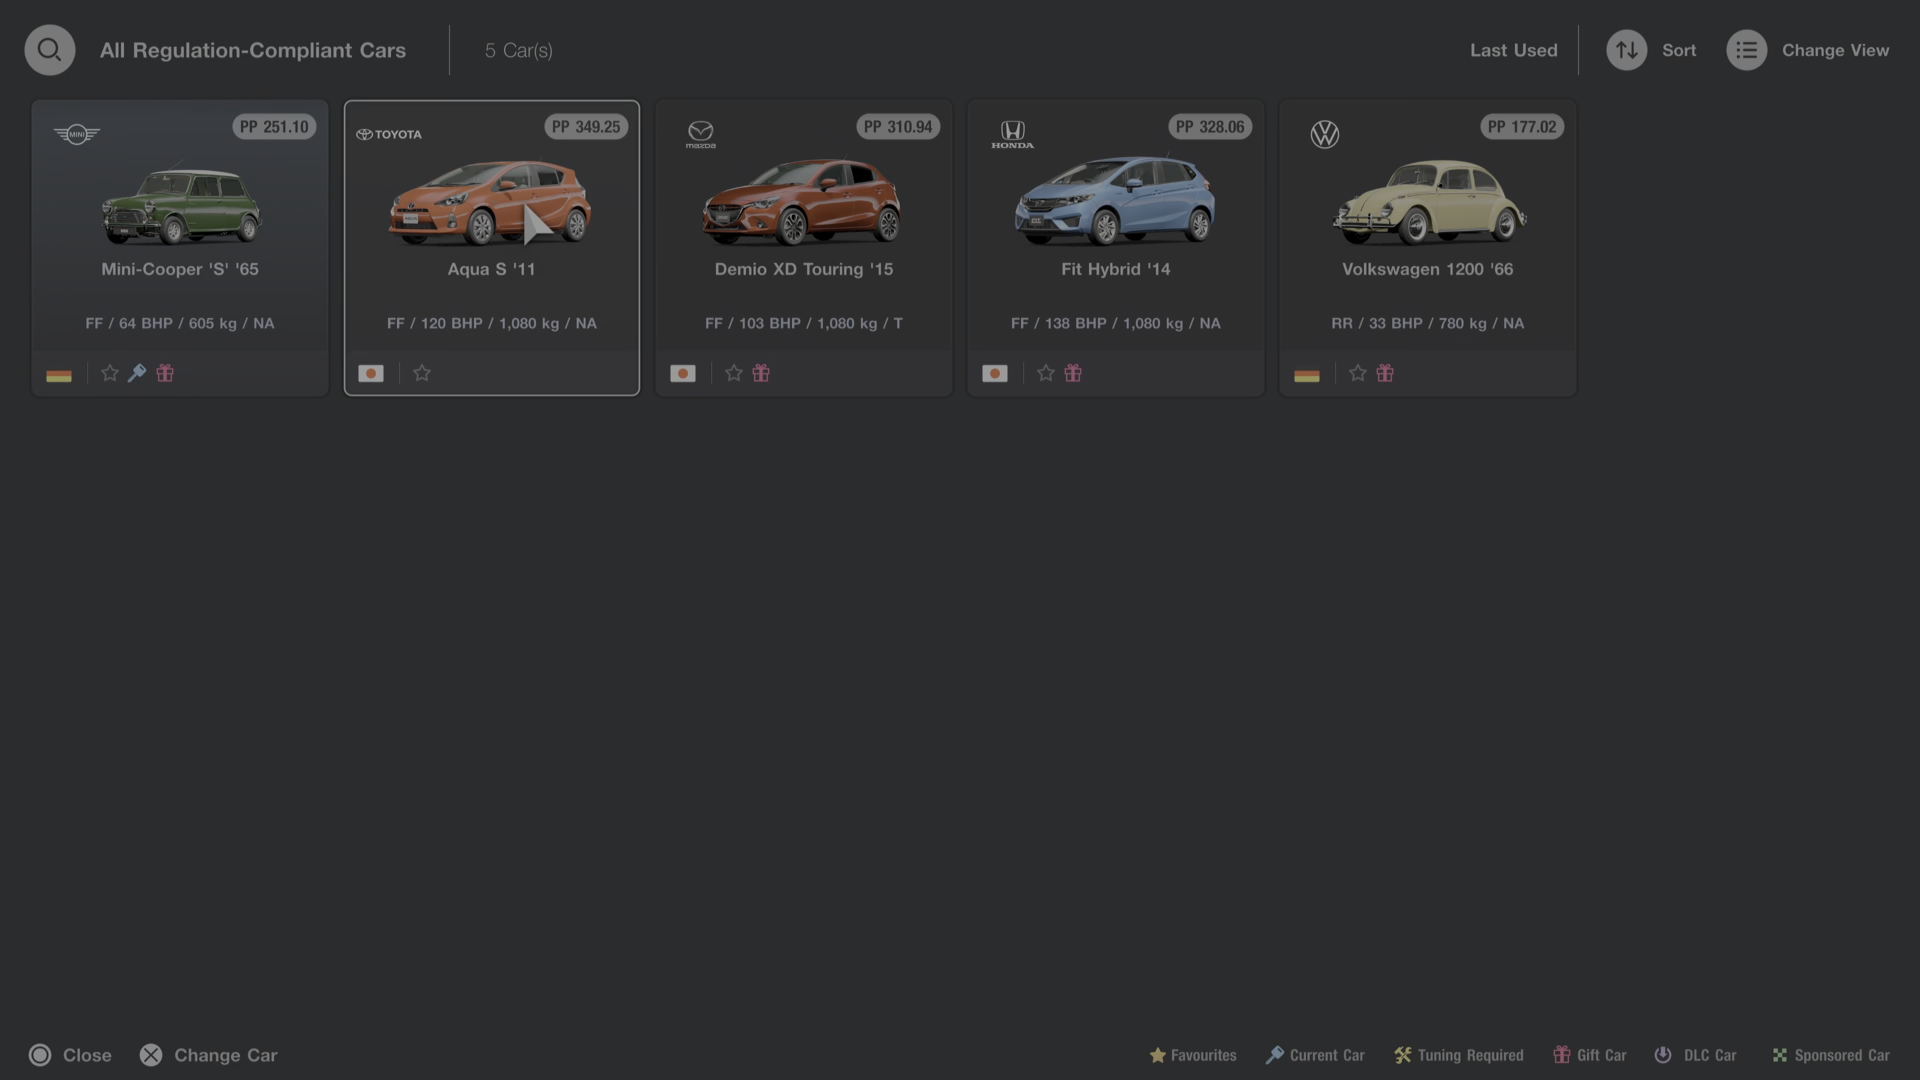 All Regulation-Compliant Cars
5 Car(s)
Last Used
Sort
Change View
MINI
PP 251.10
Mini-Cooper 'S' '65
FF / 64 BHP / 605 kg / NA
TOYOTA
PP 349.25
Aqua S '11
FF / 120 BHP / 1,080 kg / NA
mazda
PP 310.94
Demio XD Touring '15
FF / 103 BHP / 1,080 kg / T
HONDA
PP 328.06
Fit Hybrid '14
FF / 138 BHP / 1,080 kg / NA
PP 177.02
Volkswagen 1200 '66
RR / 33 BHP / 780 kg / NA
Close
Change Car
Favourites
Current Car
Tuning Required
Gift Car
DLC Car
Sponsored Car